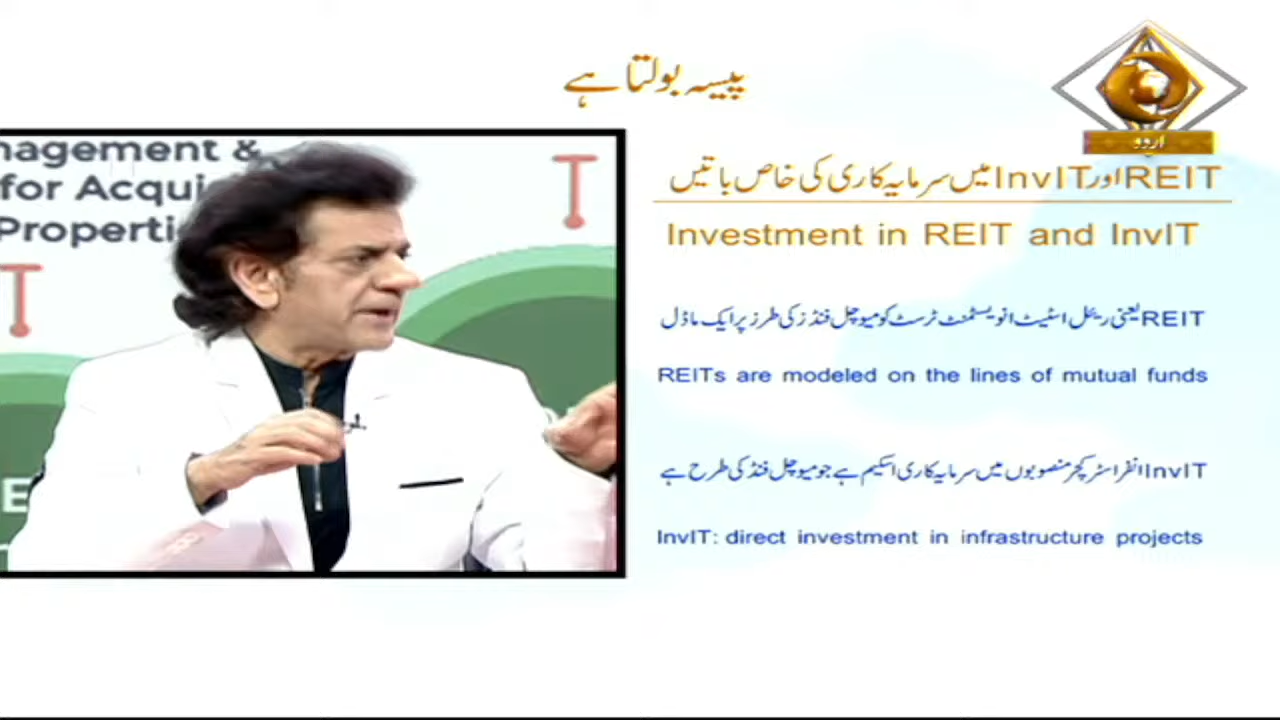 پیسہ بولتا ہے
اردو
REIT اور InvIT میں سرمایہ کاری کی خاص باتیں
Investment in REIT and InvIT
REIT یعنی ریئل اسٹیٹ انویسٹمنٹ ٹرسٹ کو میوچل فنڈز کی طرز پر ایک ماڈل
REITs are modeled on the lines of mutual funds
InvIT انفراسٹرکچر منصوبوں میں سرمایہ کاری اسکیم ہے جو میوچل فنڈ کی طرح ہے
InvIT: direct investment in infrastructure projects
nagement &
for Acqui
Properti